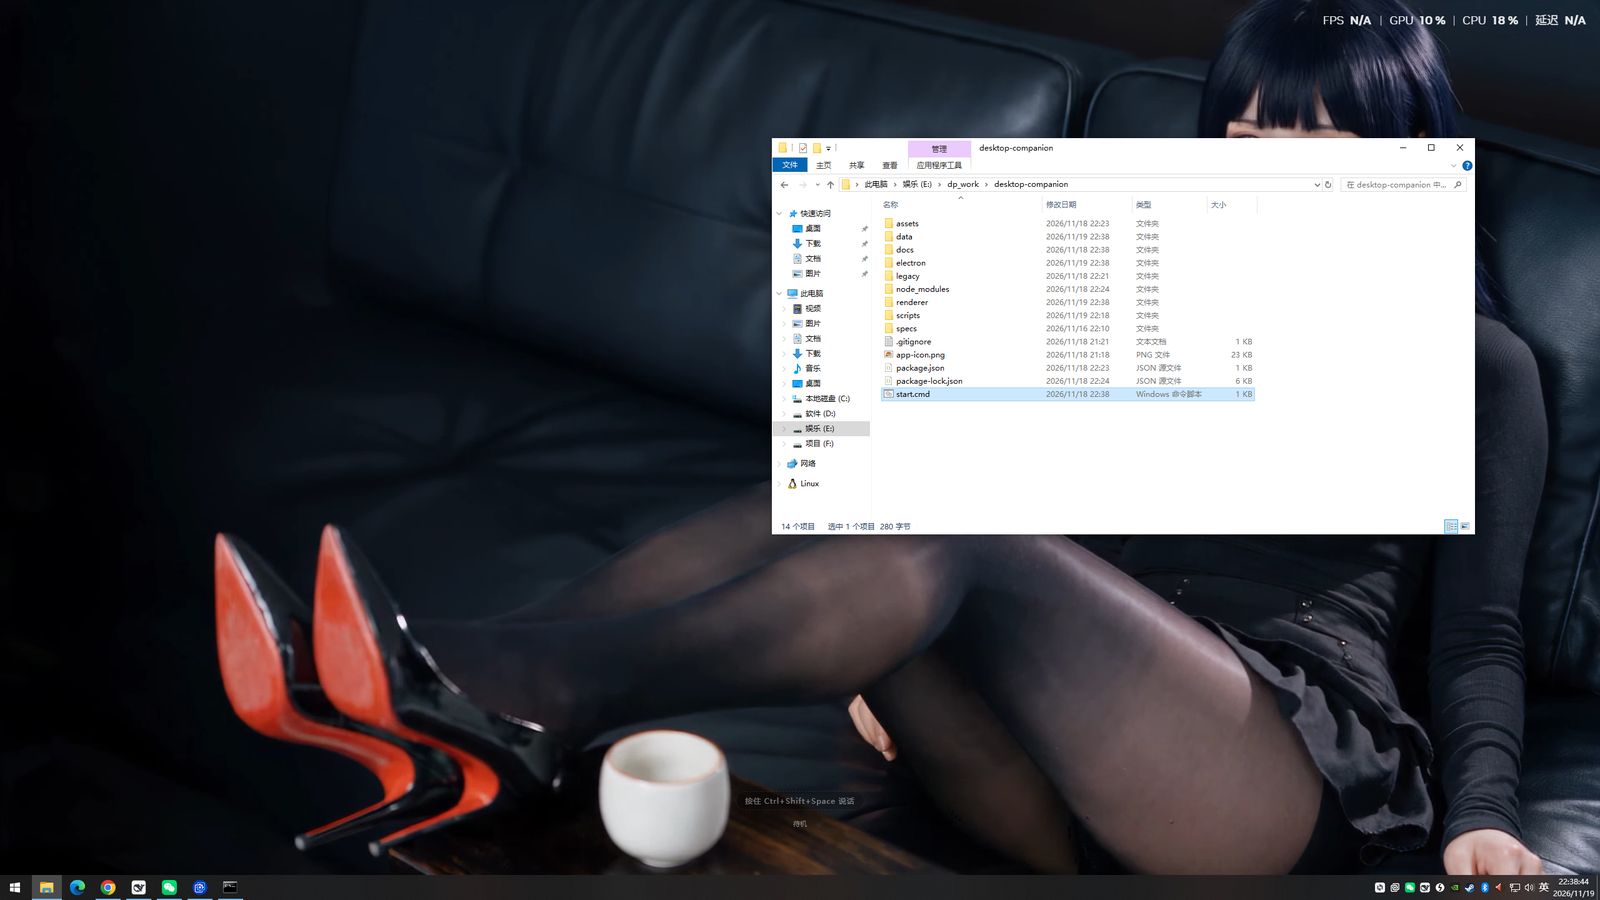 FPS N/A | GPU 10 % | CPU 18 % | 延迟 N/A
管理 desktop-companion
文件 主页 共享 查看 应用程序工具
此电脑 › 娱乐 (E:) › dp_work › desktop-companion
在 desktop-companion 中...
快速访问
桌面
下载
文档
图片
此电脑
视频
图片
文档
下载
音乐
桌面
本地磁盘 (C:)
软件 (D:)
娱乐 (E:)
项目 (F:)
网络
Linux
名称 修改日期 类型 大小
assets 2026/11/18 22:23 文件夹
data 2026/11/19 22:38 文件夹
docs 2026/11/18 22:38 文件夹
electron 2026/11/19 22:38 文件夹
legacy 2026/11/18 22:21 文件夹
node_modules 2026/11/18 22:24 文件夹
renderer 2026/11/19 22:38 文件夹
scripts 2026/11/19 22:18 文件夹
specs 2026/11/16 22:10 文件夹
.gitignore 2026/11/18 21:21 文本文档 1 KB
app-icon.png 2026/11/18 21:18 PNG 文件 23 KB
package.json 2026/11/18 22:23 JSON 源文件 1 KB
package-lock.json 2026/11/18 22:24 JSON 源文件 6 KB
start.cmd 2026/11/18 22:38 Windows 命令脚本 1 KB
14 个项目 选中 1 个项目 280 字节
按住 Ctrl+Shift+Space 说话
待机
英
22:38:44
2026/11/19